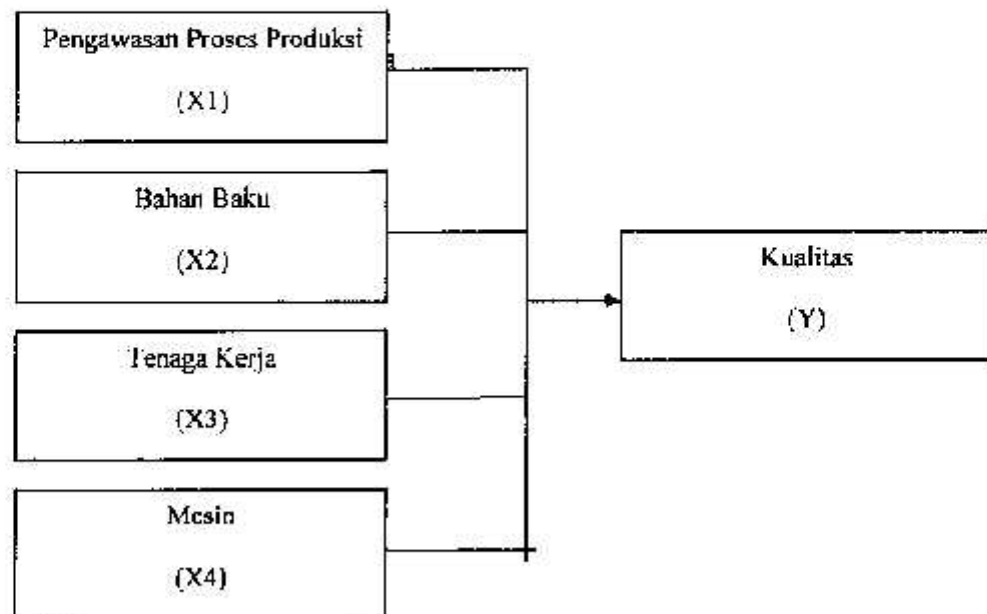 Pengawasan Proses Produksi
(X1)
Bahan Baku
(X2)
Tenaga Kerja
(X3)
Mesin
(X4)
Kualitas
(Y)